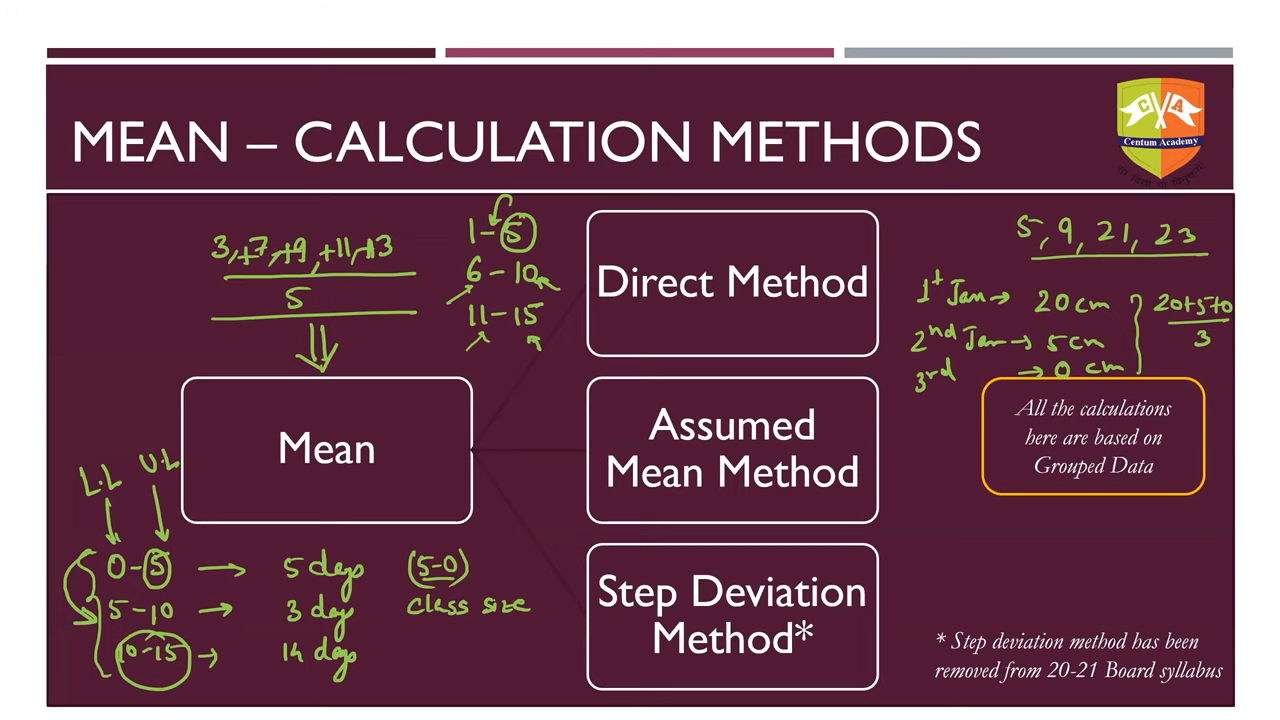 MEAN – CALCULATION METHODS
C A
Centum Academy
3,+7,+9,+11,+13
5
1-5
6-10
11-15
Direct Method
5, 9, 21, 23
1st Jan → 20 cm
2nd Jan → 5 cm
3rd → 0 cm
20+5+0
3
All the calculations
here are based on
Grouped Data
Mean
Assumed
Mean Method
L.L U.L
0-5 → 5 days (5-0)
5-10 → 3 days class size
10-15 → 14 days
Step Deviation
Method*
* Step deviation method has been
removed from 20-21 Board syllabus